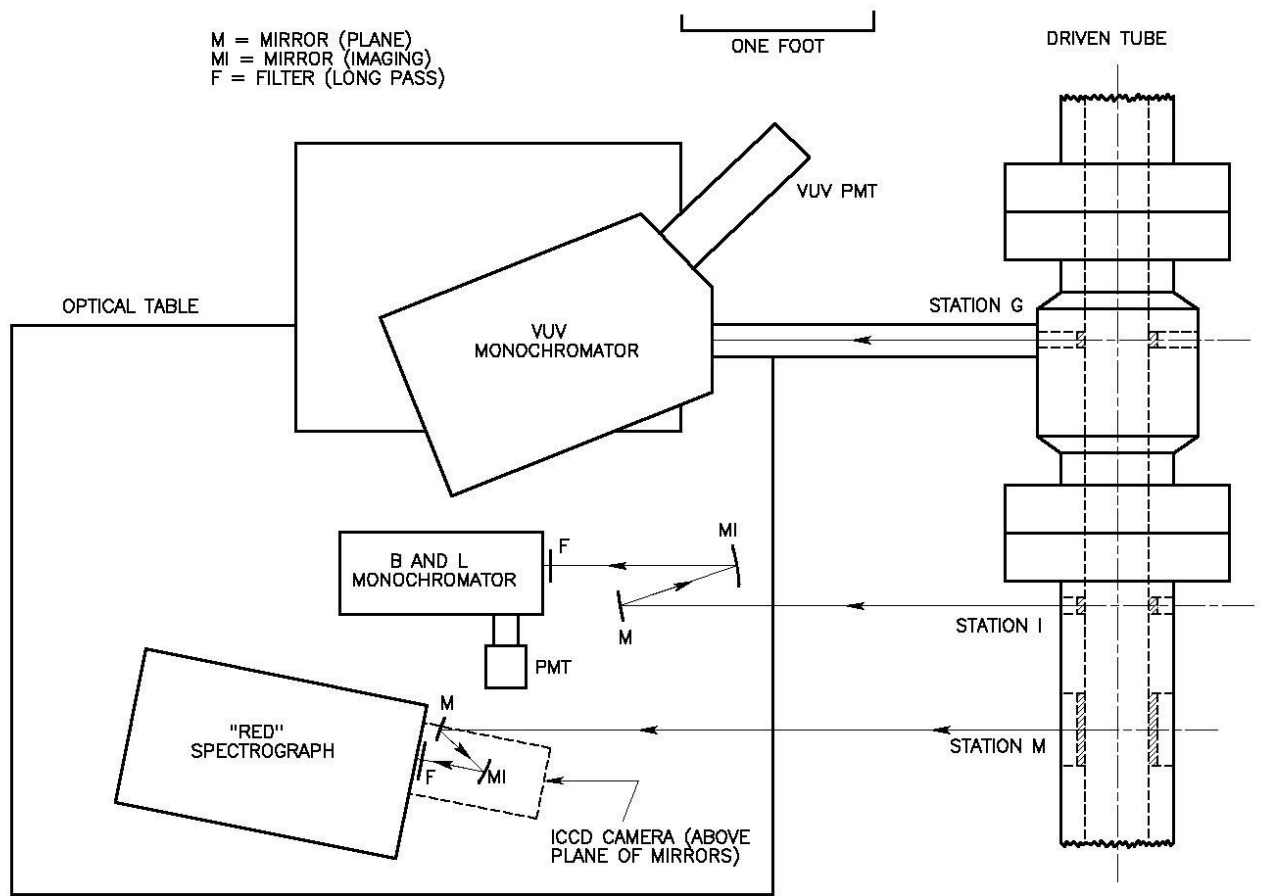 M = MIRROR (PLANE)
MI = MIRROR (IMAGING)
F = FILTER (LONG PASS)
ONE FOOT
DRIVEN TUBE
VUV PMT
OPTICAL TABLE
STATION G
VUV
MONOCHROMATOR
MI
F
B AND L
MONOCHROMATOR
M
STATION I
PMT
M
"RED"
SPECTROGRAPH
STATION M
F
MI
ICCD CAMERA (ABOVE
PLANE OF MIRRORS)